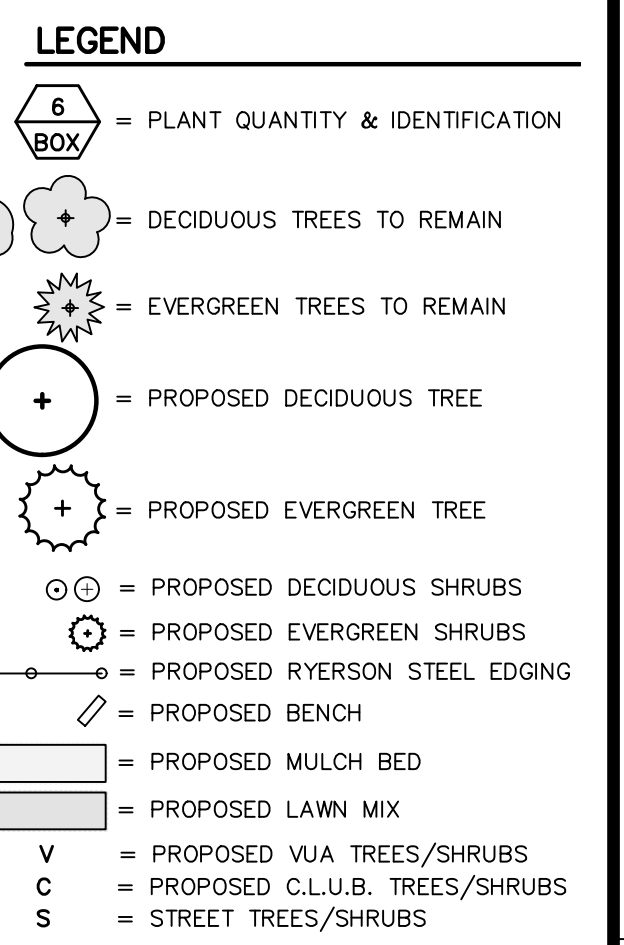 LEGEND
6
BOX
= PLANT QUANTITY & IDENTIFICATION
= DECIDUOUS TREES TO REMAIN
= EVERGREEN TREES TO REMAIN
= PROPOSED DECIDUOUS TREE
= PROPOSED EVERGREEN TREE
= PROPOSED DECIDUOUS SHRUBS
= PROPOSED EVERGREEN SHRUBS
= PROPOSED RYERSON STEEL EDGING
= PROPOSED BENCH
= PROPOSED MULCH BED
= PROPOSED LAWN MIX
V = PROPOSED VUA TREES/SHRUBS
C = PROPOSED C.L.U.B. TREES/SHRUBS
S = STREET TREES/SHRUBS